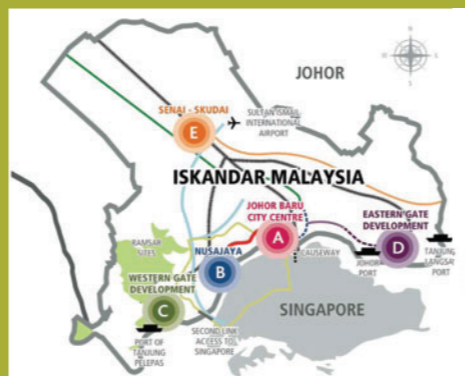 JOHOR
SENAI - SKUDAI
E
SULTAN ISMAIL
INTERNATIONAL
AIRPORT
ISKANDAR MALAYSIA
JOHOR BARU
CITY CENTRE
A
EASTERN GATE
DEVELOPMENT
D
RAMSAR
SITES
NUSAJAYA
B
CAUSEWAY
JOHOR
PORT
TANJUNG
LANGSAT
PORT
WESTERN GATE
DEVELOPMENT
C
SINGAPORE
PORT OF
TANJUNG
PELEPAS
SECOND LINK
ACCESS TO
SINGAPORE